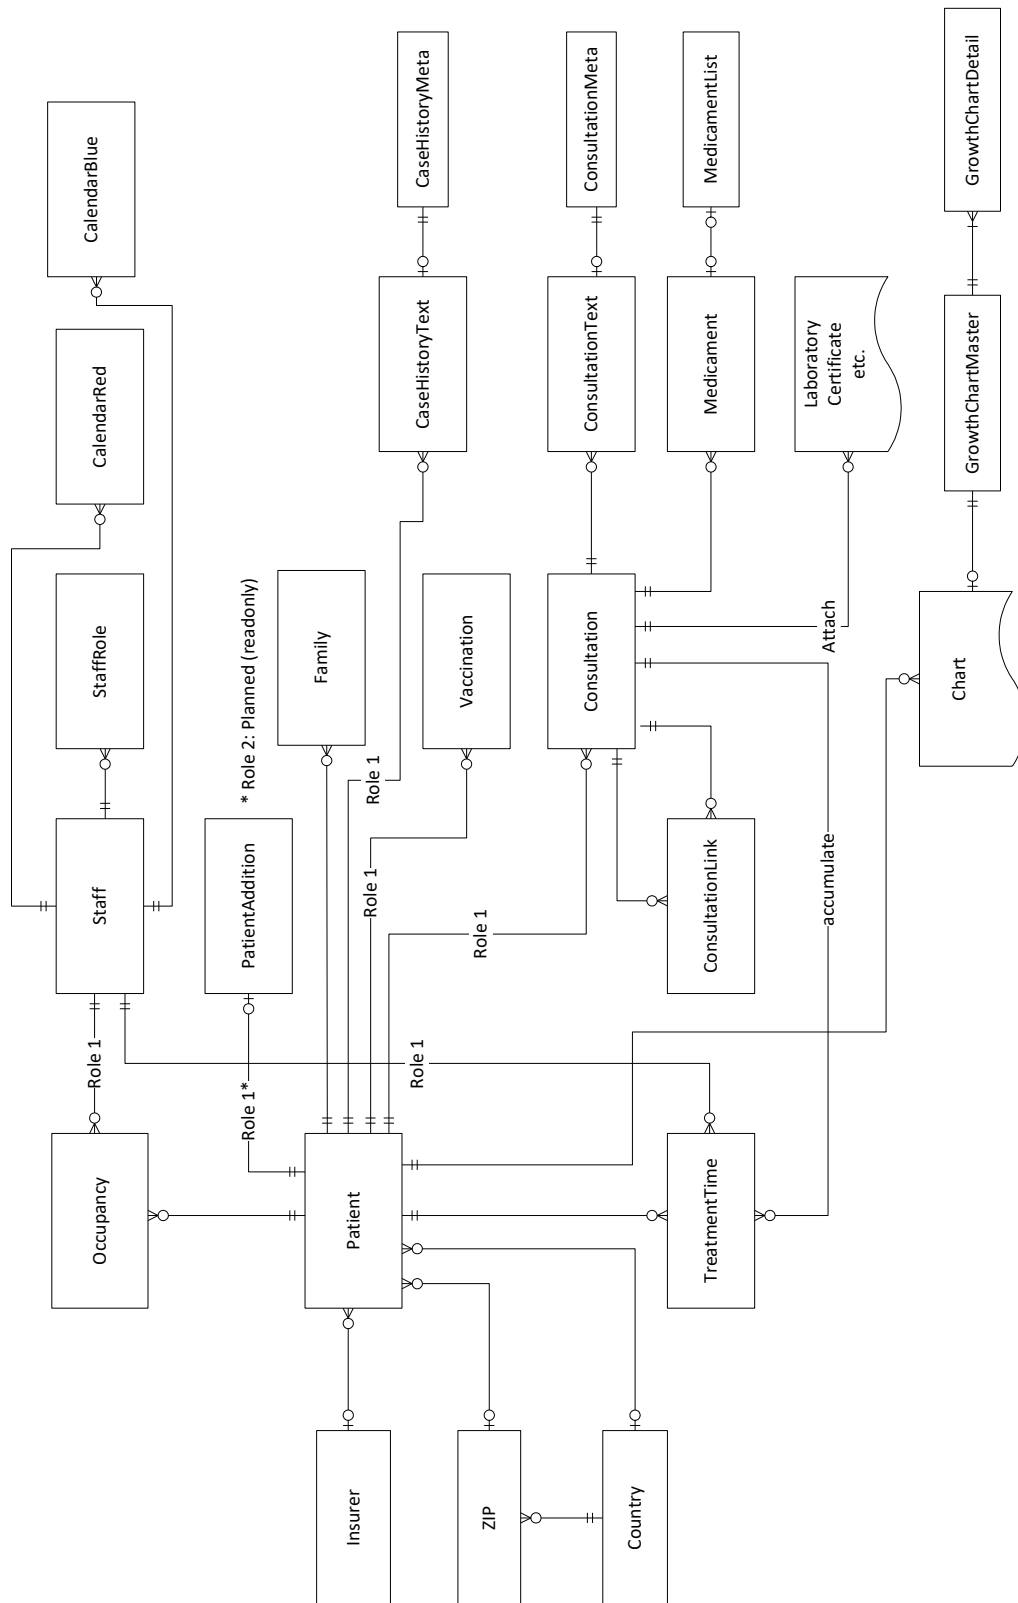 Insurer
ZIP
Country
Occupancy
Patient
TreatmentTime
Role 1
Role 1*
Role 1
Staff
PatientAddition
* Role 2: Planned (readonly)
StaffRole
CalendarRed
CalendarBlue
Family
Role 1
Role 1
Role 1
Vaccination
Consultation
ConsultationLink
accumulate
Attach
CaseHistoryText
CaseHistoryMeta
ConsultationText
ConsultationMeta
Medicament
MedicamentList
Laboratory
Certificate
etc.
Chart
GrowthChartMaster
GrowthChartDetail